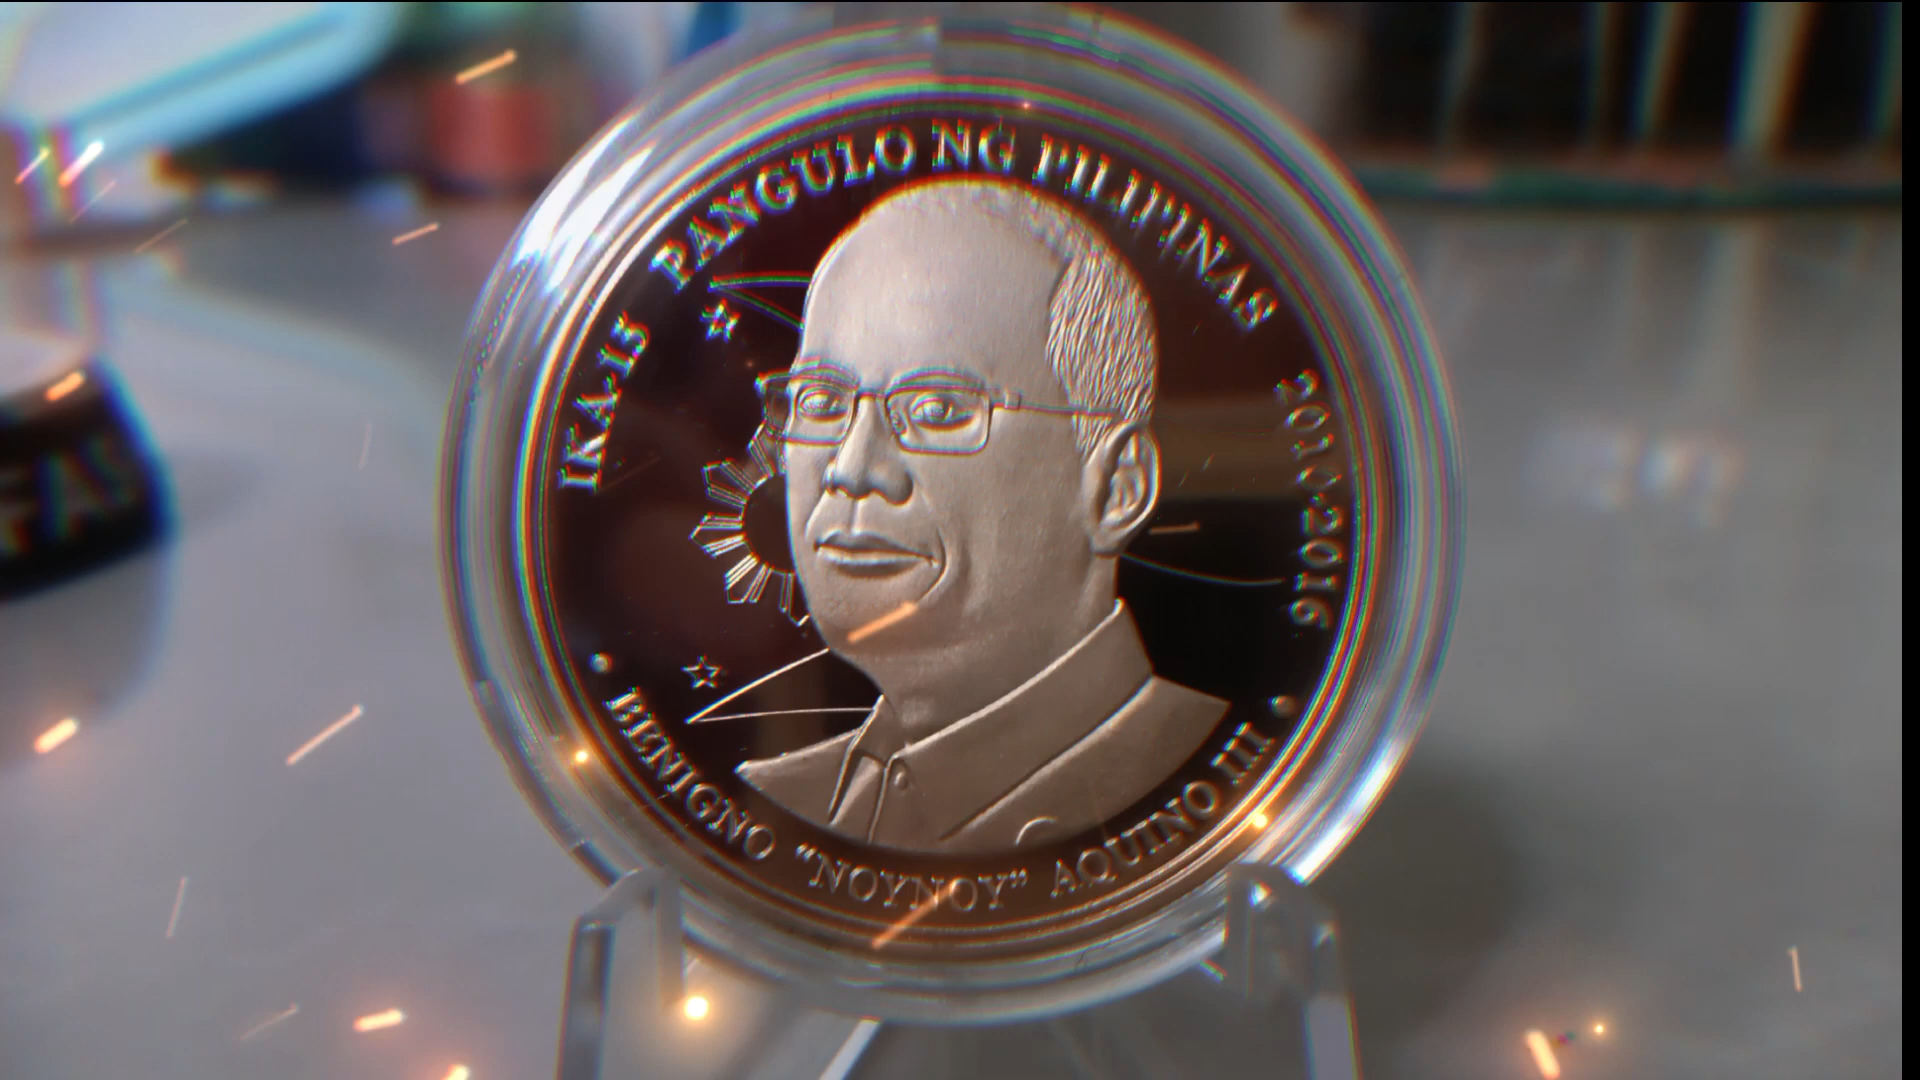 IKA-15 PANGULO NG PILIPINAS 2010-2016
BENIGNO "NOYNOY" AQUINO III